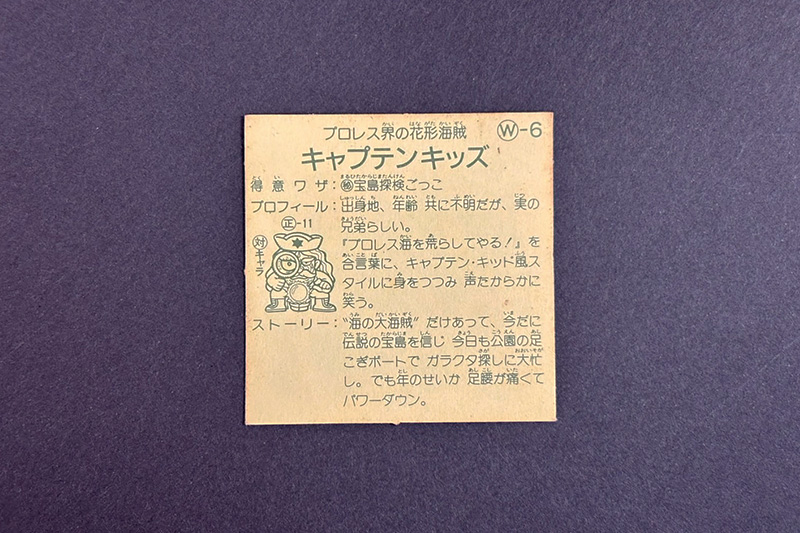 プロレス界の花形海賊 Ⓦ-6
キャプテンキッズ
得意ワザ：㊙宝島探検ごっこ
プロフィール：出身地、年齢 共に不明だが、実の
兄弟らしい。
『プロレス海を荒らしてやる！』を
合言葉に、キャプテン・キッド風ス
タイルに身をつつみ 声たからかに
笑う。
㊣-11
対キャラ
ストーリー："海の大海賊"だけあって、今だに
伝説の宝島を信じ 今日も公園の足
こぎボートで ガラクタ探しに大忙
し。でも年のせいか 足腰が痛くて
パワーダウン。